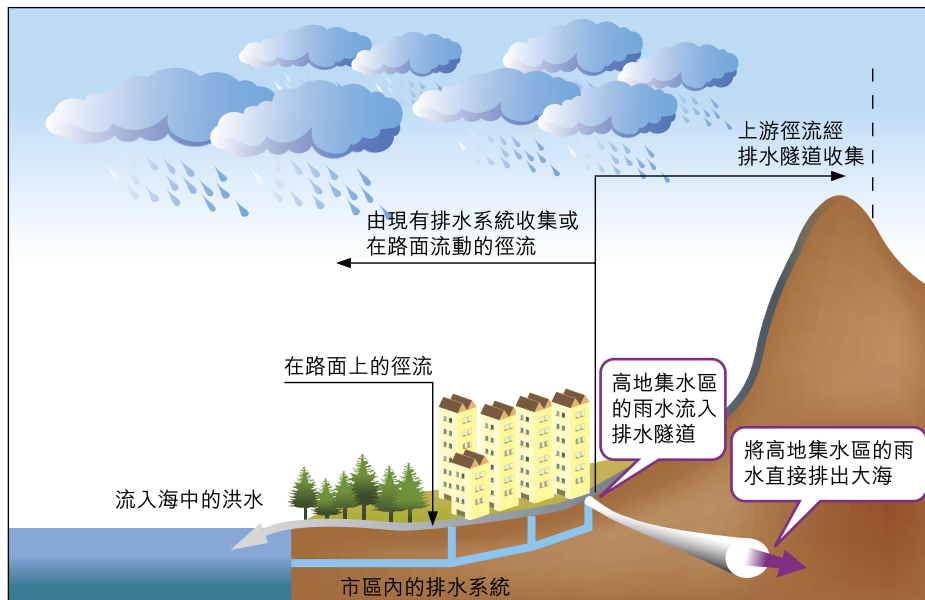 上游徑流經
排水隧道收集
由現有排水系統收集或
在路面流動的徑流
在路面上的徑流
高地集水區
的雨水流入
排水隧道
將高地集水區的雨
水直接排出大海
流入海中的洪水
市區內的排水系統